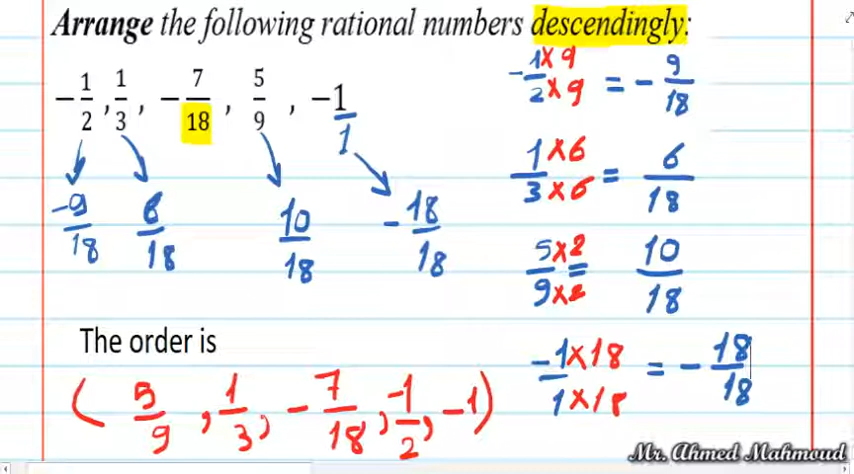 Arrange the following rational numbers descendingly:
-1/2, 1/3, -7/18, 5/9, -1/1
-9/18 6/18 10/18 -18/18
-1×9/2×9 = -9/18
1×6/3×6 = 6/18
5×2/9×2 = 10/18
-1×18/1×18 = -18/18
The order is
(5/9, 1/3, -7/18, -1/2, -1)
Mr. Ahmed Mahmoud